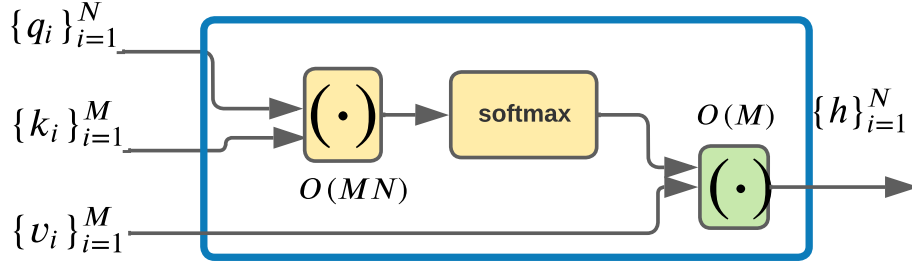 {q_i}_{i=1}^N
{k_i}_{i=1}^M
{v_i}_{i=1}^M
(·)
O(MN)
softmax
O(M)
(·)
{h}_{i=1}^N